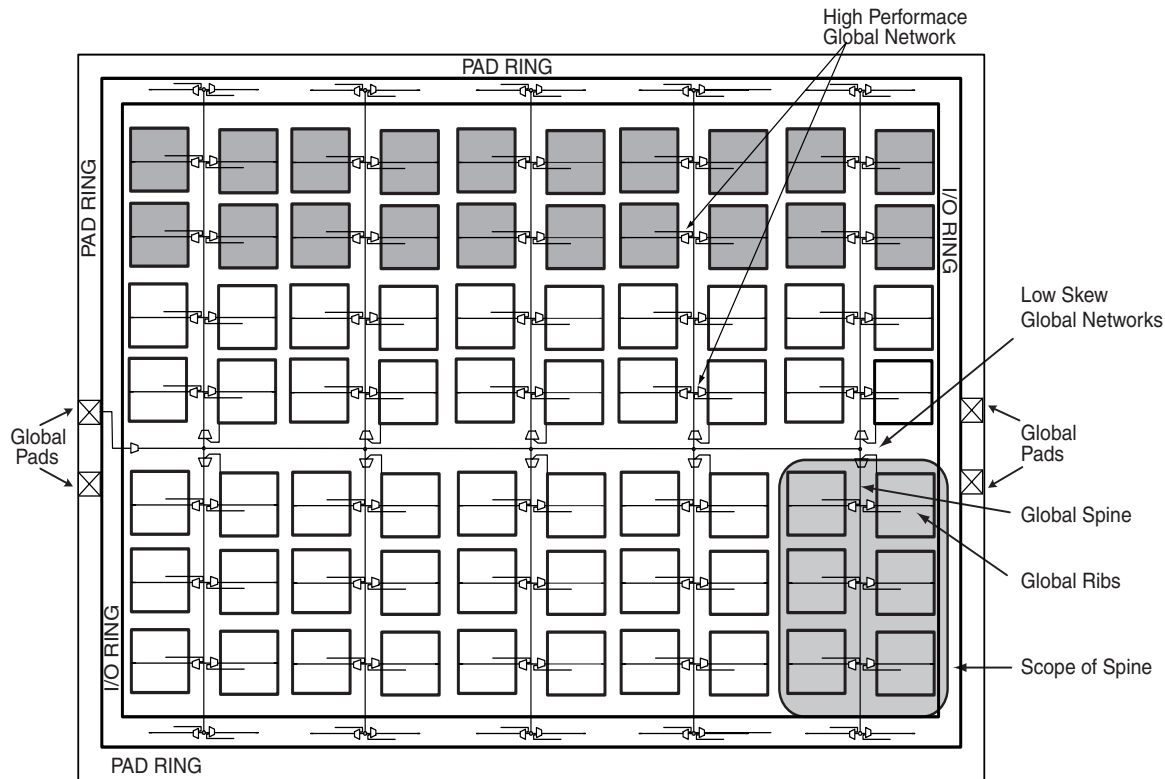 High Performace
Global Network
PAD RING
PAD RING
I/O RING
Low Skew
Global Networks
Global
Pads
Global
Pads
Global Spine
Global Ribs
I/O RING
Scope of Spine
PAD RING